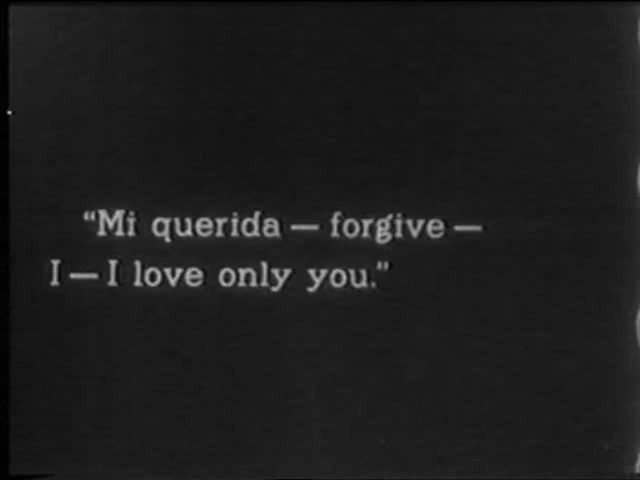 “Mi querida — forgive —
I — I love only you.”